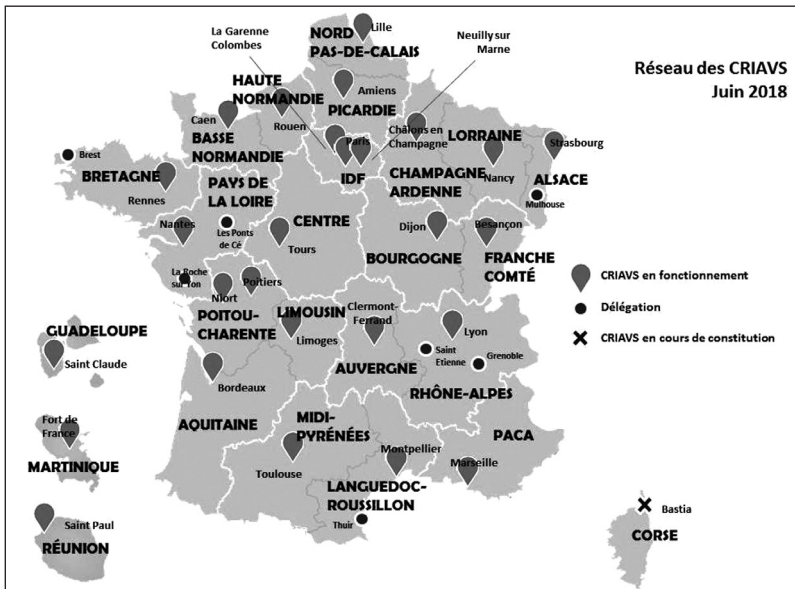 Réseau des CRIAVS
Juin 2018
La Garenne
Colombes
NORD
PAS-DE-CALAIS
Lille
Neuilly sur
Marne
HAUTE
NORMANDIE
Rouen
Amiens
PICARDIE
Caen
BASSE
NORMANDIE
Paris
IDF
Châlons en
Champagne
CHAMPAGNE
ARDENNE
LORRAINE
Nancy
Strasbourg
ALSACE
Mulhouse
Brest
BRETAGNE
Rennes
PAYS DE
LA LOIRE
Nantes
Les Ponts
de Cé
La Roche
sur Yon
CENTRE
Tours
Dijon
BOURGOGNE
Besançon
FRANCHE
COMTÉ
CRIAVS en fonctionnement
Délégation
CRIAVS en cours de constitution
Niort
Poitiers
POITOU-
CHARENTE
LIMOUSIN
Limoges
Clermont-
Ferrand
AUVERGNE
Lyon
Saint
Etienne
Grenoble
RHÔNE-ALPES
GUADELOUPE
Saint Claude
Bordeaux
AQUITAINE
MIDI-
PYRÉNÉES
Toulouse
Montpellier
LANGUEDOC-
ROUSSILLON
Thuir
PACA
Marseille
Fort de
France
MARTINIQUE
Saint Paul
RÉUNION
Bastia
CORSE